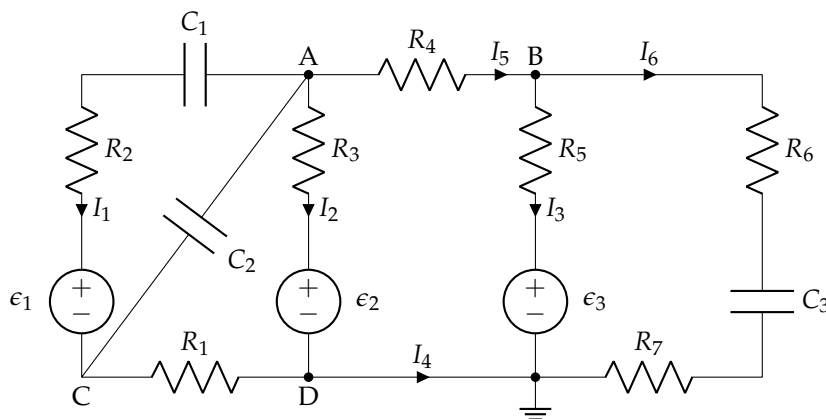 C₁
A
R₄
I₅
B
I₆
R₂
R₃
R₅
R₆
I₁
I₂
I₃
C₂
ϵ₁
+
−
ϵ₂
+
−
ϵ₃
+
−
C₃
R₁
I₄
R₇
C
D